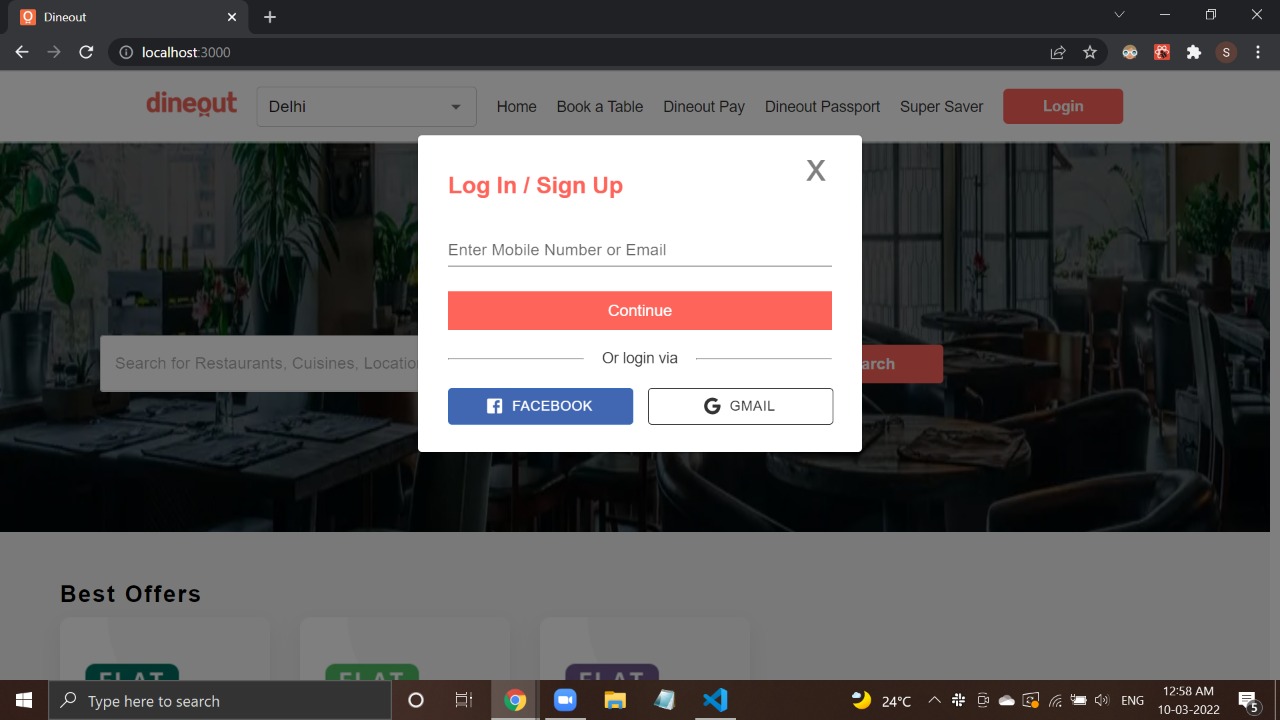 Dineout
localhost:3000
S
dineout
Delhi
Home
Book a Table
Dineout Pay
Dineout Passport
Super Saver
Login
X
Log In / Sign Up
Enter Mobile Number or Email
Continue
Or login via
FACEBOOK
GMAIL
Search for Restaurants, Cuisines, Location
arch
Best Offers
FLAT
FLAT
FLAT
Type here to search
24°C
ENG
12:58 AM
10-03-2022
5